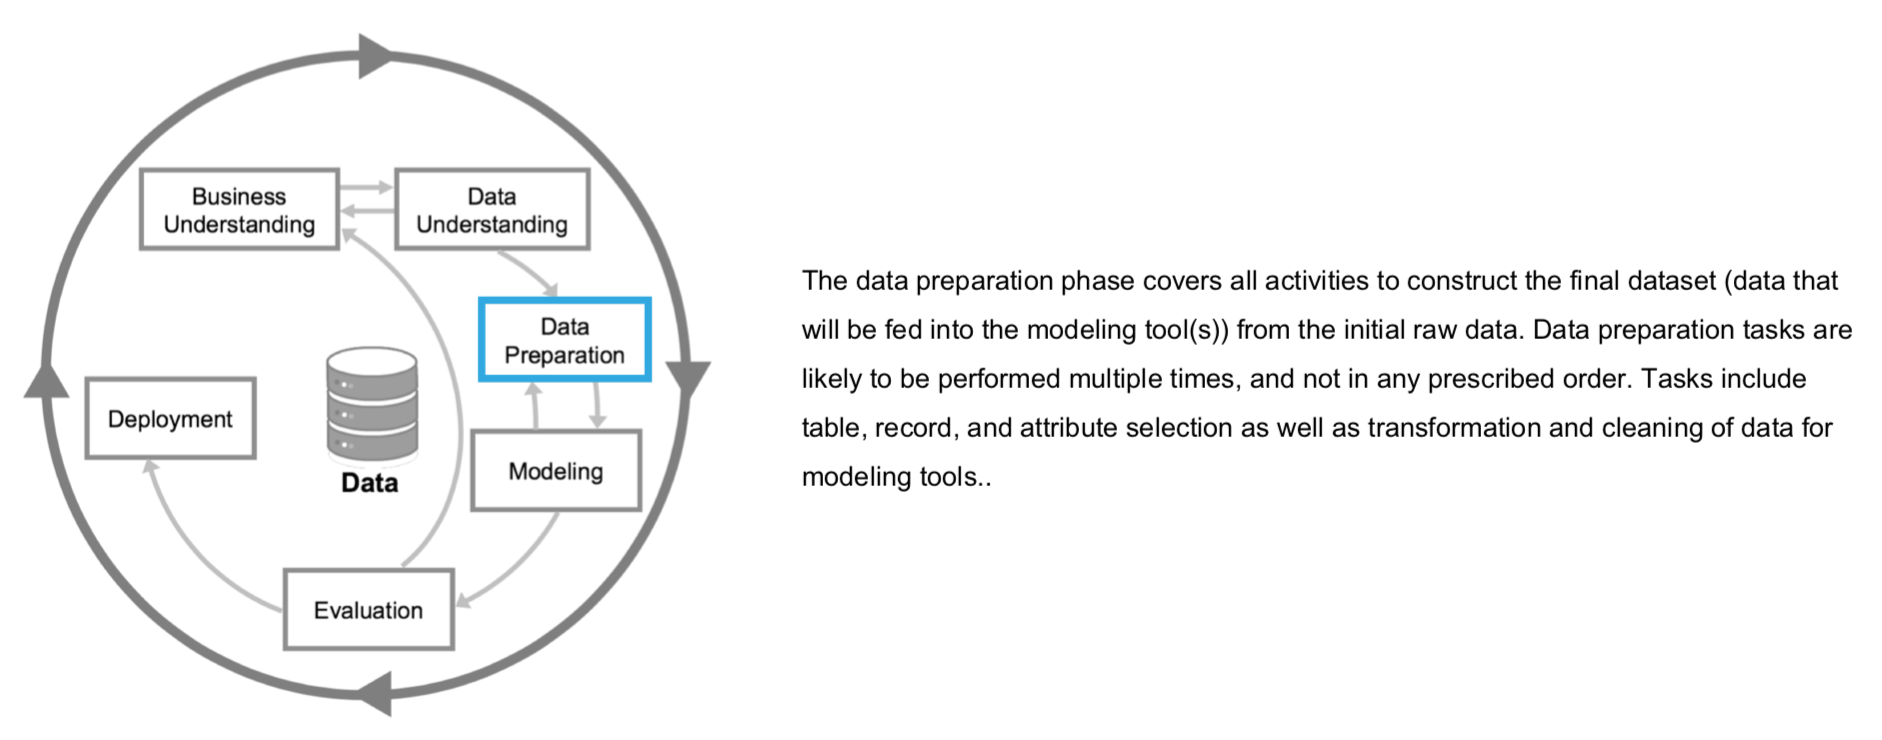 Business
Understanding
Data
Understanding
Data
Preparation
Deployment
Data
Modeling
Evaluation
The data preparation phase covers all activities to construct the final dataset (data that
will be fed into the modeling tool(s)) from the initial raw data. Data preparation tasks are
likely to be performed multiple times, and not in any prescribed order. Tasks include
table, record, and attribute selection as well as transformation and cleaning of data for
modeling tools..